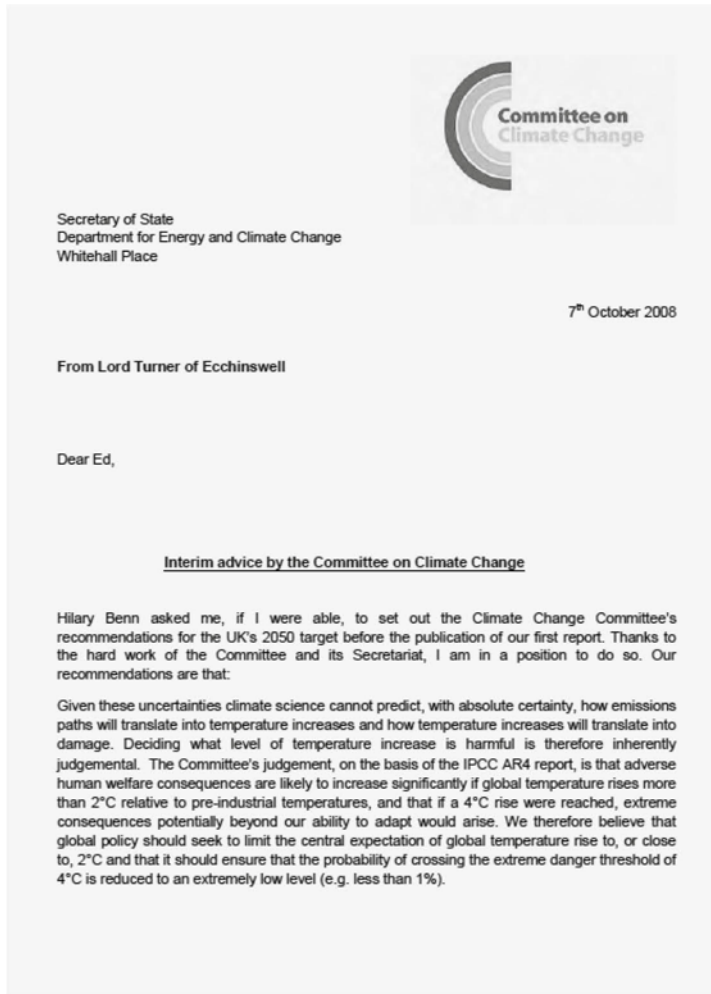 Committee on
Climate Change
Secretary of State
Department for Energy and Climate Change
Whitehall Place
7th October 2008
From Lord Turner of Ecchinswell
Dear Ed,
Interim advice by the Committee on Climate Change
Hilary Benn asked me, if I were able, to set out the Climate Change Committee's
recommendations for the UK's 2050 target before the publication of our first report. Thanks to
the hard work of the Committee and its Secretariat, I am in a position to do so. Our
recommendations are that:
Given these uncertainties climate science cannot predict, with absolute certainty, how emissions
paths will translate into temperature increases and how temperature increases will translate into
damage. Deciding what level of temperature increase is harmful is therefore inherently
judgemental. The Committee's judgement, on the basis of the IPCC AR4 report, is that adverse
human welfare consequences are likely to increase significantly if global temperature rises more
than 2°C relative to pre-industrial temperatures, and that if a 4°C rise were reached, extreme
consequences potentially beyond our ability to adapt would arise. We therefore believe that
global policy should seek to limit the central expectation of global temperature rise to, or close
to, 2°C and that it should ensure that the probability of crossing the extreme danger threshold of
4°C is reduced to an extremely low level (e.g. less than 1%).